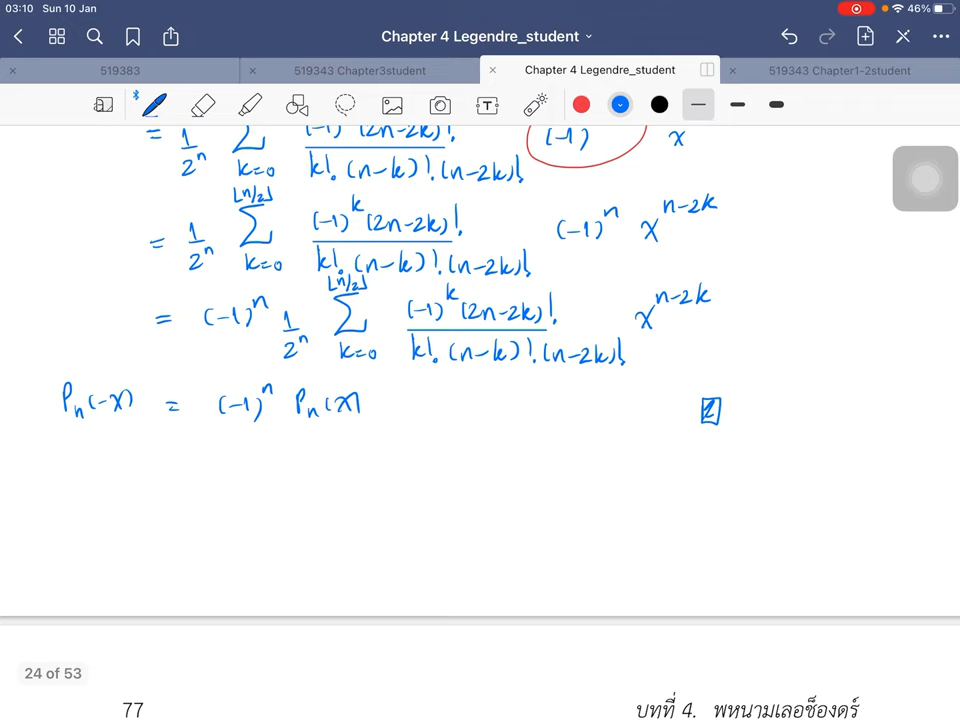 03:10 Sun 10 Jan 46%
Chapter 4 Legendre_student
519383 519343 Chapter3student Chapter 4 Legendre_student 519343 Chapter1-2student
= 1/2^n ∑_{k=0} (-1)^k (2n-2k)! / k! · (n-k)! · (n-2k)! (-1) x
= 1/2^n ∑_{k=0}^{⌊n/2⌋} (-1)^k (2n-2k)! / k! · (n-k)! · (n-2k)! (-1)^n x^{n-2k}
= (-1)^n 1/2^n ∑_{k=0}^{⌊n/2⌋} (-1)^k (2n-2k)! / k! · (n-k)! · (n-2k)! x^{n-2k}
P_n(-x) = (-1)^n P_n(x)
24 of 53
77 บทที่ 4. พหุนามเลอช็องดร์